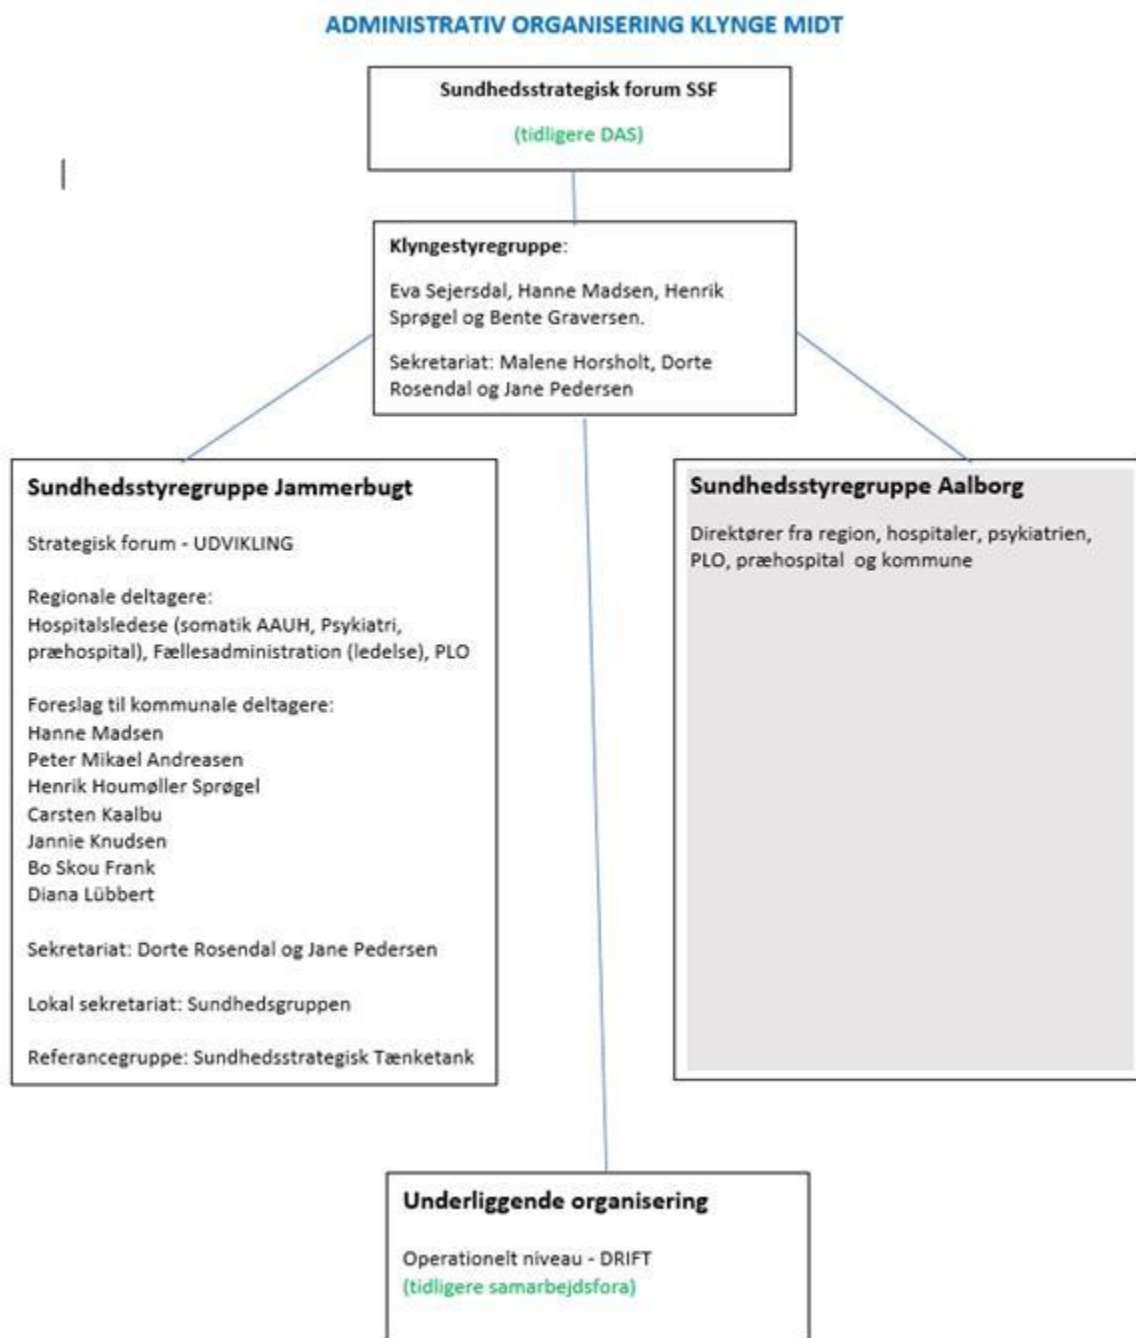 ADMINISTRATIV ORGANISERING KLYNGE MIDT
Sundhedsstrategisk forum SSF
(tidligere DAS)
Klyngestyregruppe:
Eva Sejersdal, Hanne Madsen, Henrik
Sprøgel og Bente Graversen.
Sekretariat: Malene Horsholt, Dorte
Rosendal og Jane Pedersen
Sundhedsstyregruppe Jammerbugt
Strategisk forum - UDVIKLING
Regionale deltagere:
Hospitalsledese (somatik AAUH, Psykiatri,
præhospital), Fællesadministration (ledelse), PLO
Foreslag til kommunale deltagere:
Hanne Madsen
Peter Mikael Andreasen
Henrik Houmøller Sprøgel
Carsten Kaalbu
Jannie Knudsen
Bo Skou Frank
Diana Lübbert
Sekretariat: Dorte Rosendal og Jane Pedersen
Lokal sekretariat: Sundhedsgruppen
Referancegruppe: Sundhedsstrategisk Tænketank
Sundhedsstyregruppe Aalborg
Direktører fra region, hospitaler, psykiatrien,
PLO, præhospital og kommune
Underliggende organisering
Operationelt niveau - DRIFT
(tidligere samarbejdsfora)